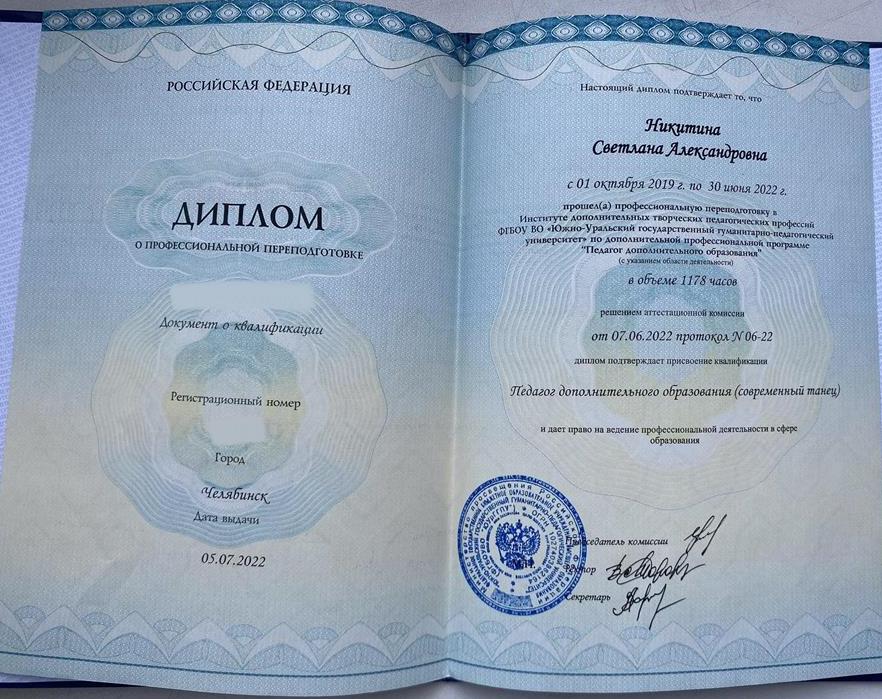 РОССИЙСКАЯ ФЕДЕРАЦИЯ
ДИПЛОМ
О ПРОФЕССИОНАЛЬНОЙ ПЕРЕПОДГОТОВКЕ
Документ о квалификации
Регистрационный номер
Город
Челябинск
Дата выдачи
05.07.2022
Настоящий диплом подтверждает то, что
Никитина
Светлана Александровна
с 01 октября 2019 г. по 30 июня 2022 г.
прошел(а) профессиональную переподготовку в
Институте дополнительных творческих педагогических профессий
ФГБОУ ВО «Южно-Уральский государственный гуманитарно-педагогический
университет» по дополнительной профессиональной программе
"Педагог дополнительного образования"
(с указанием области деятельности)
в объеме 1178 часов
решением аттестационной комиссии
от 07.06.2022 протокол N 06-22
диплом подтверждает присвоение квалификации
Педагог дополнительного образования (современный танец)
и дает право на ведение профессиональной деятельности в сфере
образования
Председатель комиссии
Ректор
Секретарь